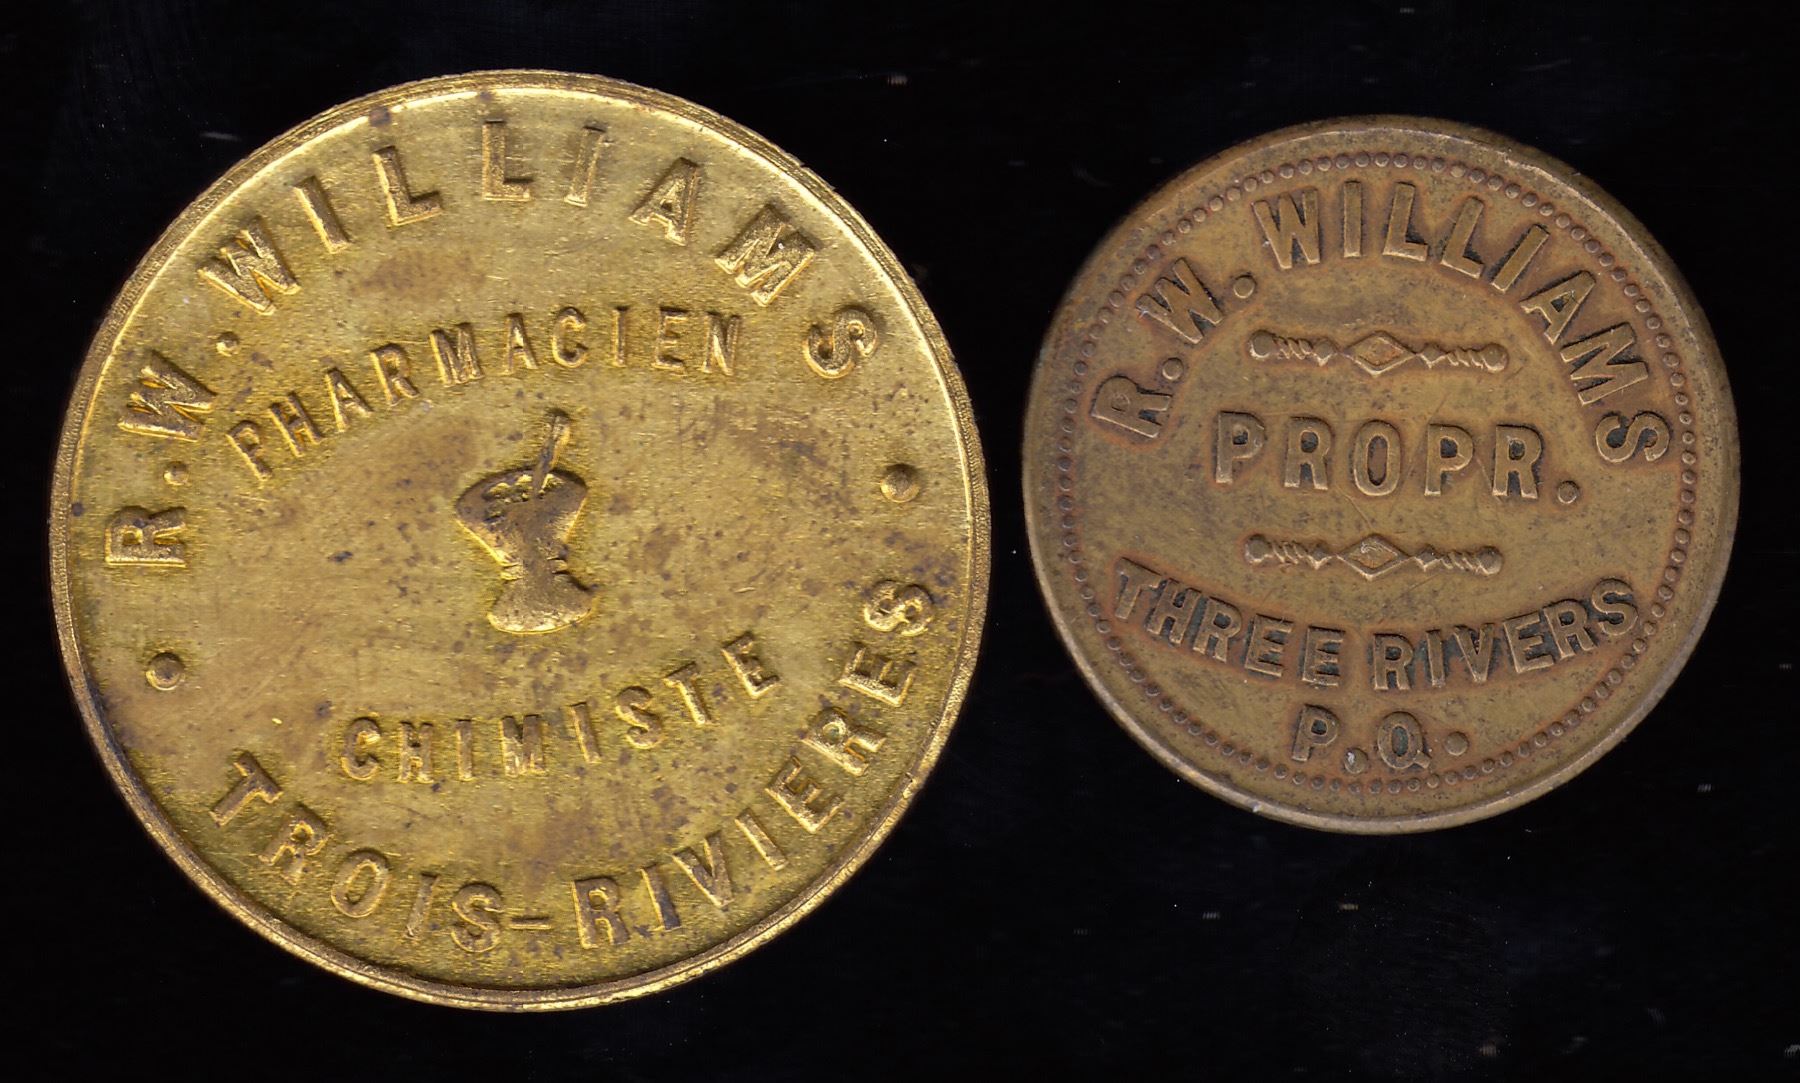 R.W. WILLIAMS
PHARMACIEN
CHIMISTE
TROIS-RIVIERES
R.W. WILLIAMS
PROPR.
THREE RIVERS
P.Q.